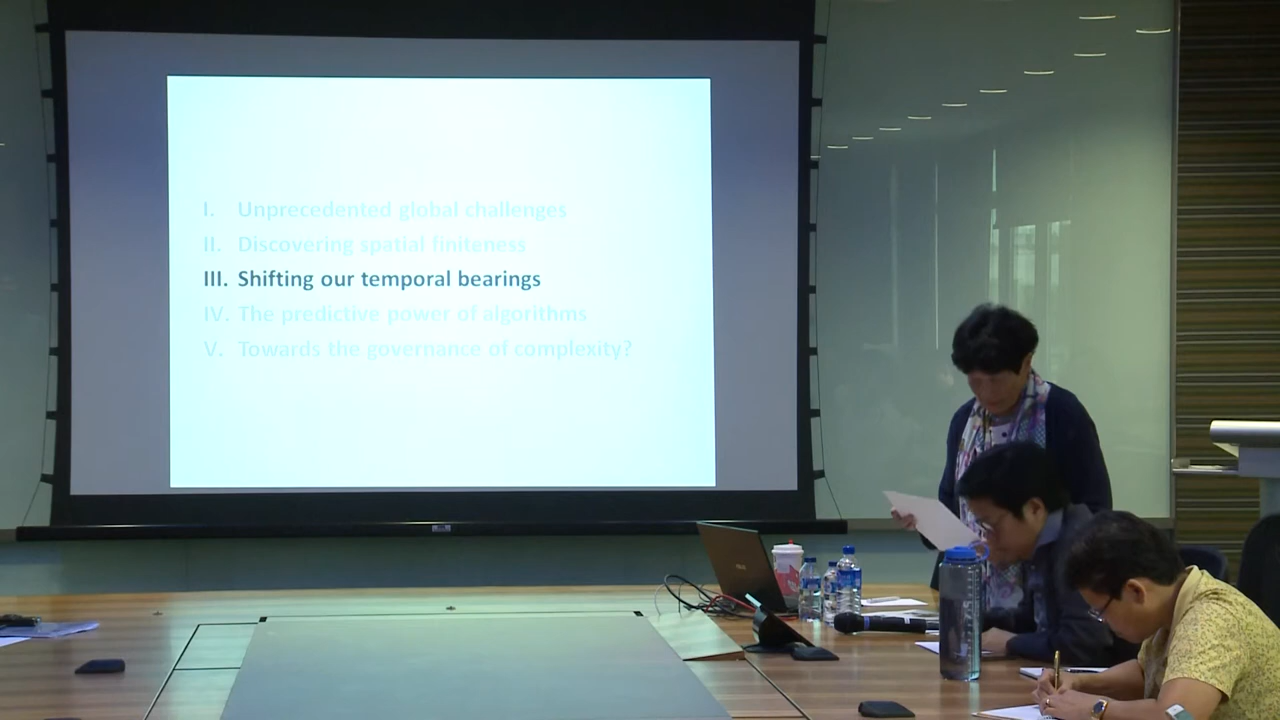 I. Unprecedented global challenges
II. Discovering spatial finiteness
III. Shifting our temporal bearings
IV. The predictive power of algorithms
V. Towards the governance of complexity?